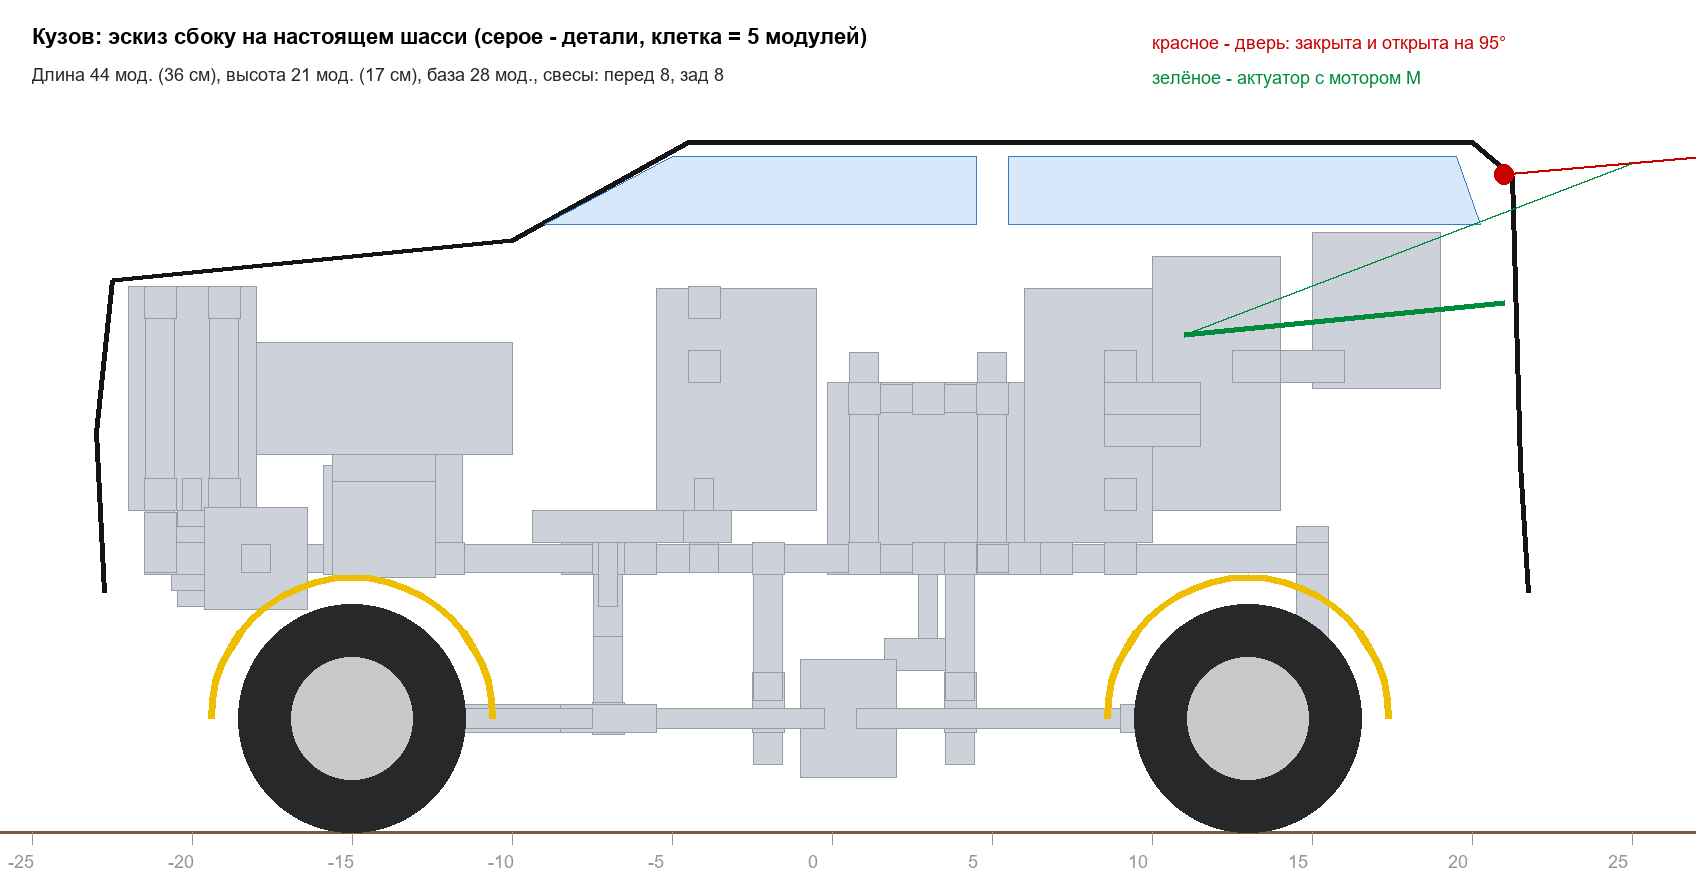 Кузов: эскиз сбоку на настоящем шасси (серое - детали, клетка = 5 модулей)
Длина 44 мод. (36 см), высота 21 мод. (17 см), база 28 мод., свесы: перед 8, зад 8
красное - дверь: закрыта и открыта на 95°
зелёное - актуатор с мотором M
-25 -20 -15 -10 -5 0 5 10 15 20 25